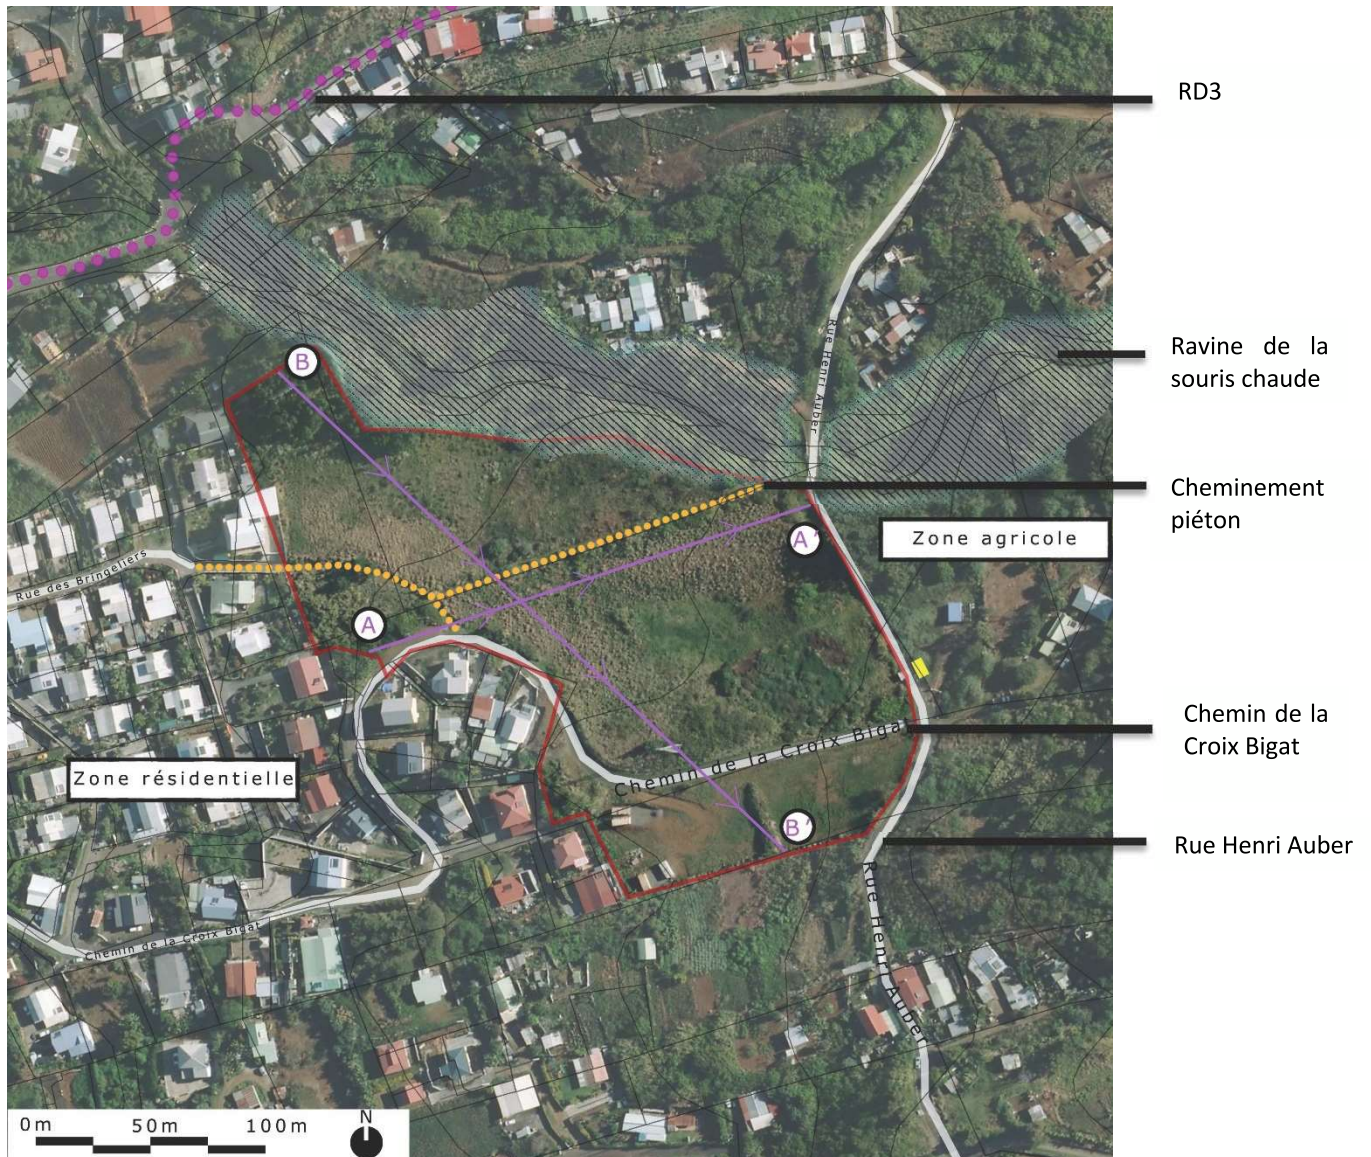 RD3
Rue Henri Auber
Ravine de la
souris chaude
B
Cheminement
piéton
A'
Zone agricole
Rue des Bringeliers
A
Chemin de la Croix Bigat
Chemin de la
Croix Bigat
Zone résidentielle
B'
Rue Henri Auber
Rue Henri Auber
Chemin de la Croix Bigat
0m 50m 100m
N